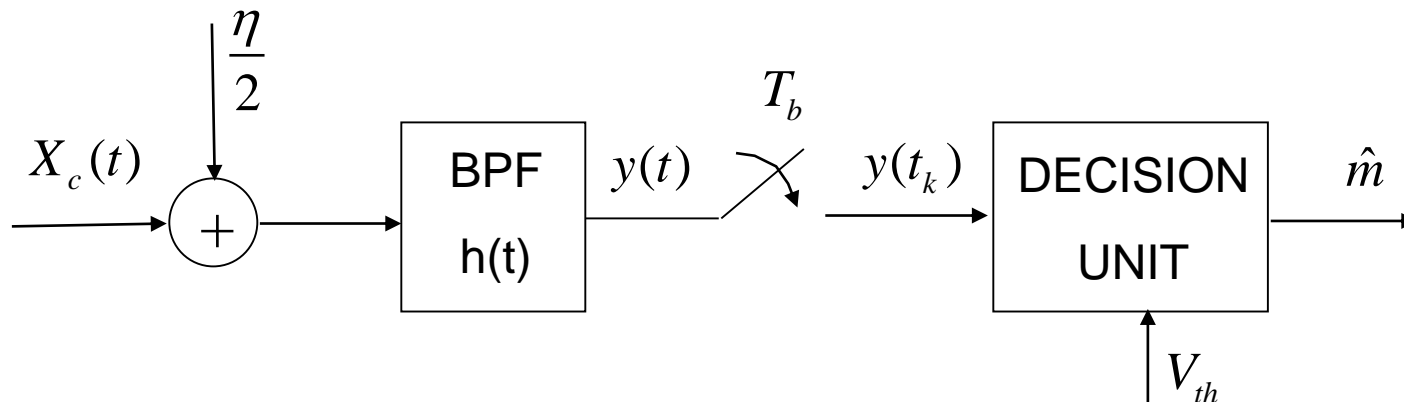 η/2
X_c(t)
+
BPF
h(t)
y(t)
T_b
y(t_k)
DECISION
UNIT
m̂
V_th